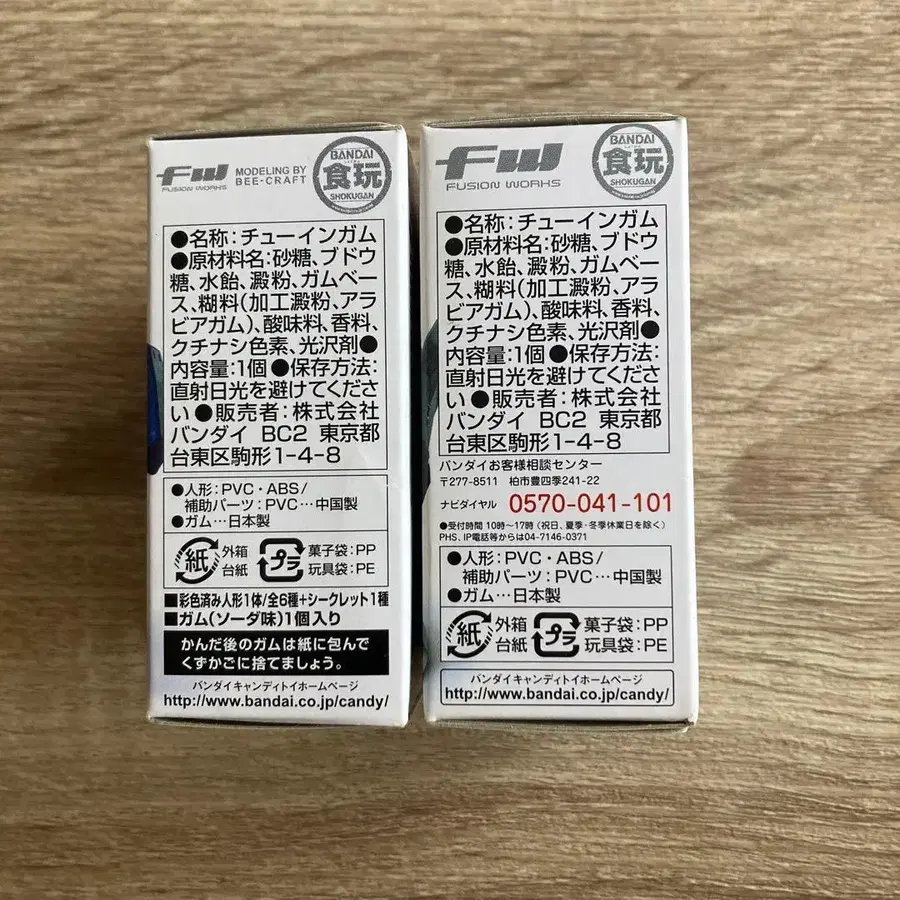 fw
FUSION WORKS
MODELING BY
BEE-CRAFT
BANDAI
食玩
SHOKUGAN
●名称:チューインガム
●原材料名:砂糖、ブドウ
糖、水飴、澱粉、ガムベー
ス、糊料(加工澱粉、アラ
ビアガム)、酸味料、香料、
クチナシ色素、光沢剤●
内容量:1個 ●保存方法:
直射日光を避けてくださ
い ●販売者:株式会社
バンダイ BC2 東京都
台東区駒形1-4-8
●人形:PVC・ABS/
補助パーツ:PVC…中国製
●ガム…日本製
紙
外箱
台紙
プラ
菓子袋:PP
玩具袋:PE
■彩色済み人形1体/全6種+シークレット1種
■ガム(ソーダ味)1個入り
かんだ後のガムは紙に包んで
くずかごに捨てましょう。
バンダイキャンディトイホームページ
http://www.bandai.co.jp/candy/
fw
FUSION WORKS
BANDAI
食玩
SHOKUGAN
●名称:チューインガム
●原材料名:砂糖、ブドウ
糖、水飴、澱粉、ガムベー
ス、糊料(加工澱粉、アラ
ビアガム)、酸味料、香料、
クチナシ色素、光沢剤●
内容量:1個 ●保存方法:
直射日光を避けてくださ
い ●販売者:株式会社
バンダイ BC2 東京都
台東区駒形1-4-8
バンダイお客様相談センター
〒277-8511 柏市豊四季241-22
ナビダイヤル 0570-041-101
●受付時間 10時〜17時(祝日、夏季・冬季休業日を除く)
PHS、IP電話等からは04-7146-0371
●人形:PVC・ABS/
補助パーツ:PVC…中国製
●ガム…日本製
紙
外箱
台紙
プラ
菓子袋:PP
玩具袋:PE
バンダイキャンディトイホームページ
http://www.bandai.co.jp/candy/